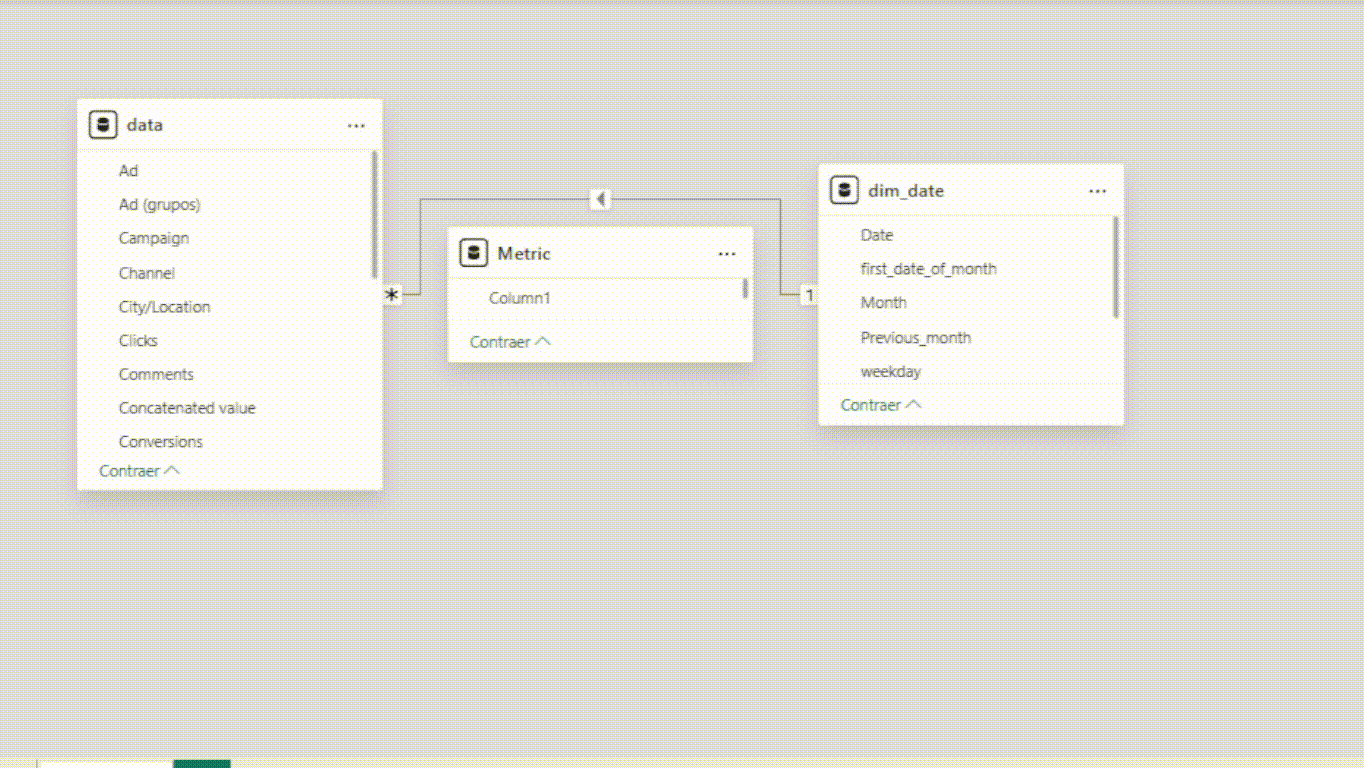 data
Ad
Ad (grupos)
Campaign
Channel
City/Location
Clicks
Comments
Concatenated value
Conversions
Contraer
*
Metric
Column1
Contraer
1
dim_date
Date
first_date_of_month
Month
Previous_month
weekday
Contraer